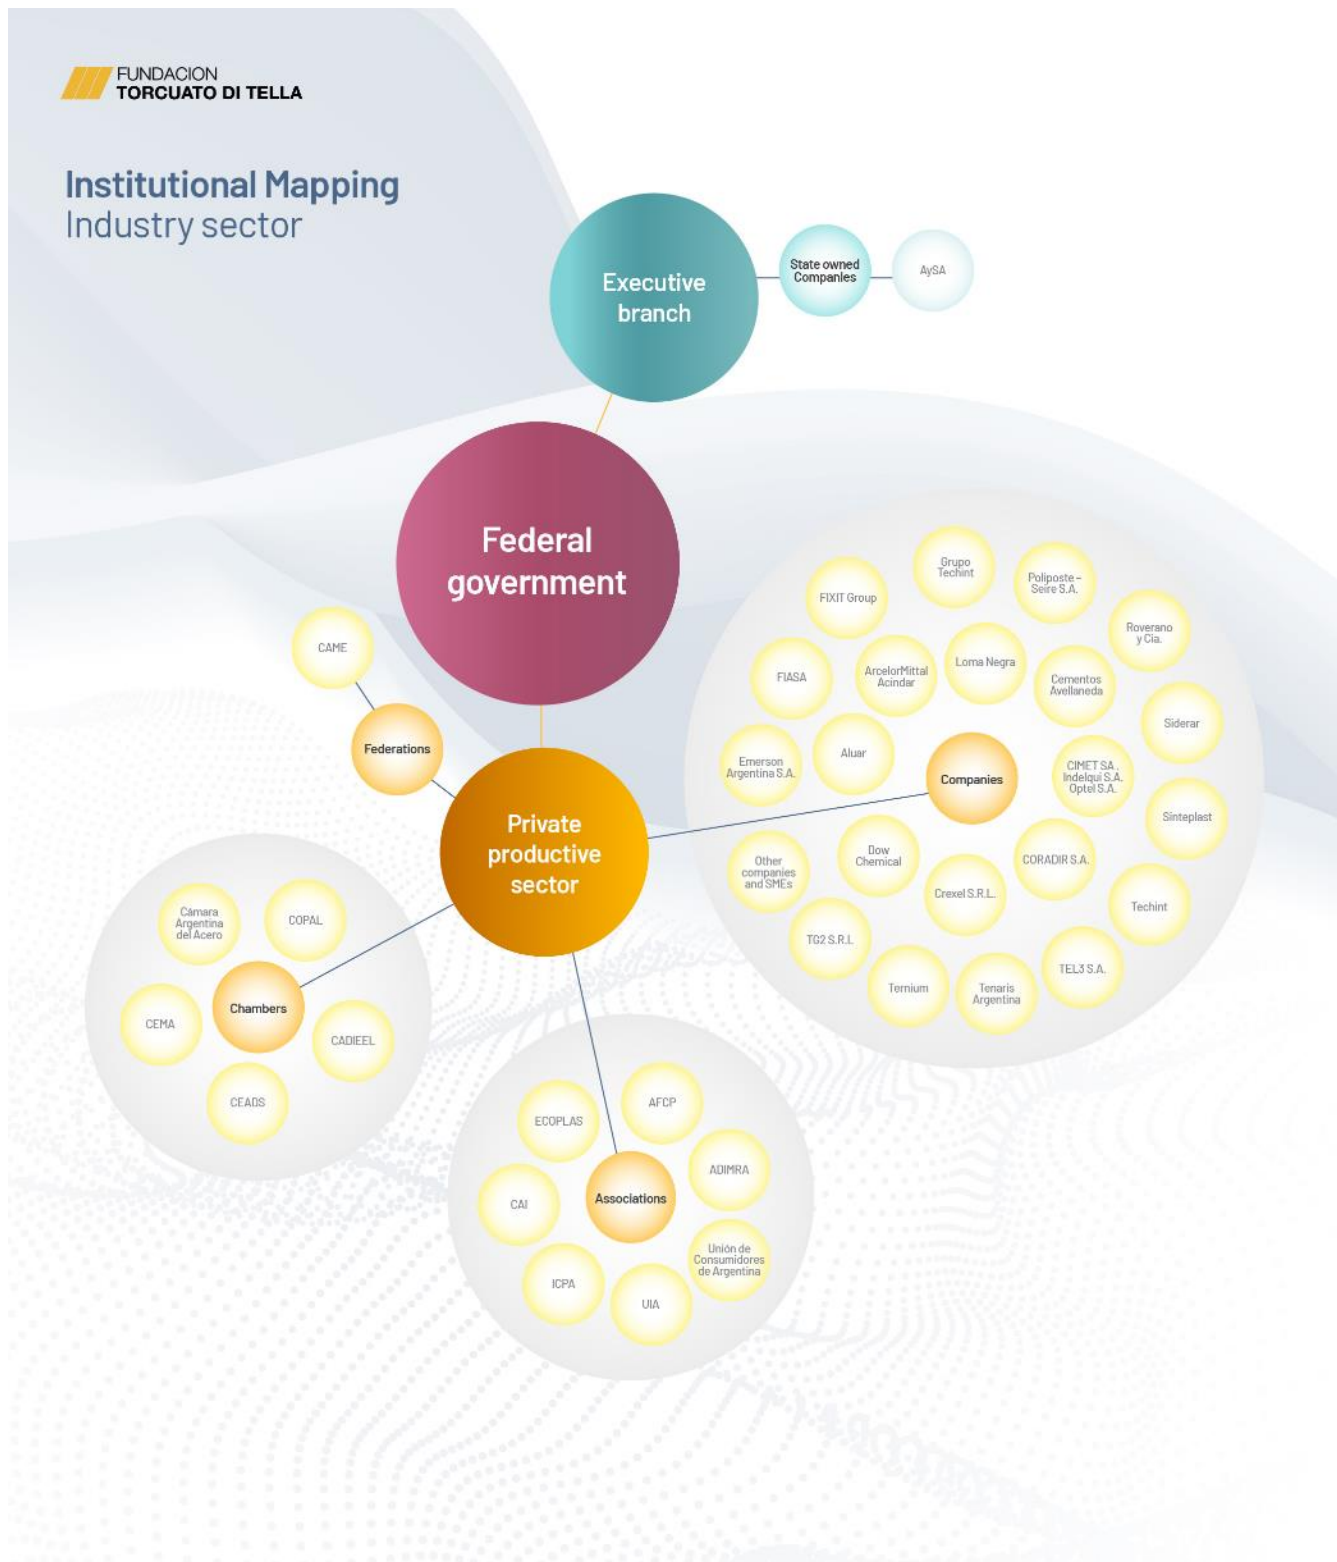 FUNDACION
TORCUATO DI TELLA
Institutional Mapping
Industry sector
Executive
branch
State owned
Companies
AySA
Federal
government
CAME
Federations
Private
productive
sector
Grupo
Techint
Poliposte –
Seire S.A.
FIXIT Group
Roverano
y Cia.
Loma Negra
ArcelorMittal
Acindar
FIASA
Cementos
Avellaneda
Siderar
Aluar
Emerson
Argentina S.A.
Companies
CIMET SA .
Indelqui S.A.
Optel S.A.
Sinteplast
Dow
Chemical
CORADIR S.A.
Other
companies
and SMEs
Crexel S.R.L.
Techint
TG2 S.R.L
TEL3 S.A.
Ternium
Tenaris
Argentina
Cámara
Argentina
del Acero
COPAL
Chambers
CEMA
CADIEEL
CEADS
ECOPLAS
AFCP
ADIMRA
CAI
Associations
Unión de
Consumidores
de Argentina
ICPA
UIA